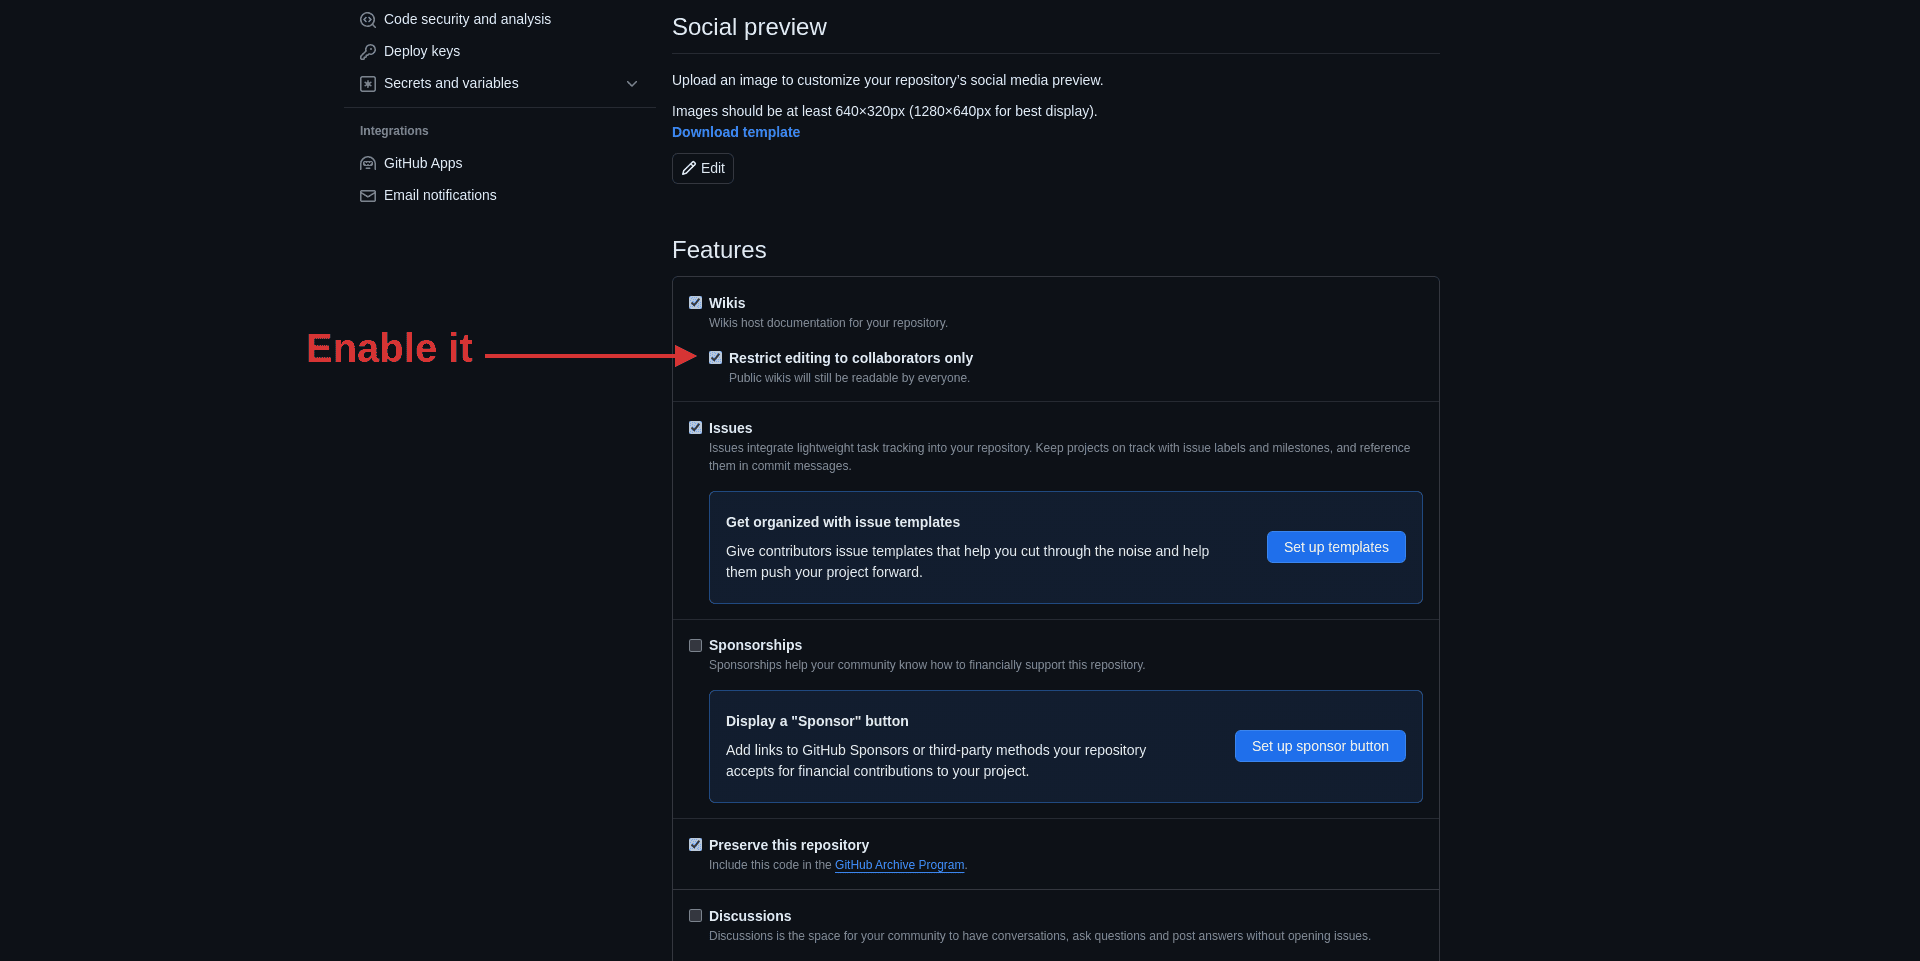 Code security and analysis
Deploy keys
Secrets and variables
Integrations
GitHub Apps
Email notifications
Social preview
Upload an image to customize your repository's social media preview.
Images should be at least 640×320px (1280×640px for best display).
Download template
Edit
Features
Enable it
Wikis
Wikis host documentation for your repository.
Restrict editing to collaborators only
Public wikis will still be readable by everyone.
Issues
Issues integrate lightweight task tracking into your repository. Keep projects on track with issue labels and milestones, and reference
them in commit messages.
Get organized with issue templates
Give contributors issue templates that help you cut through the noise and help
them push your project forward.
Set up templates
Sponsorships
Sponsorships help your community know how to financially support this repository.
Display a "Sponsor" button
Add links to GitHub Sponsors or third-party methods your repository
accepts for financial contributions to your project.
Set up sponsor button
Preserve this repository
Include this code in the GitHub Archive Program.
Discussions
Discussions is the space for your community to have conversations, ask questions and post answers without opening issues.